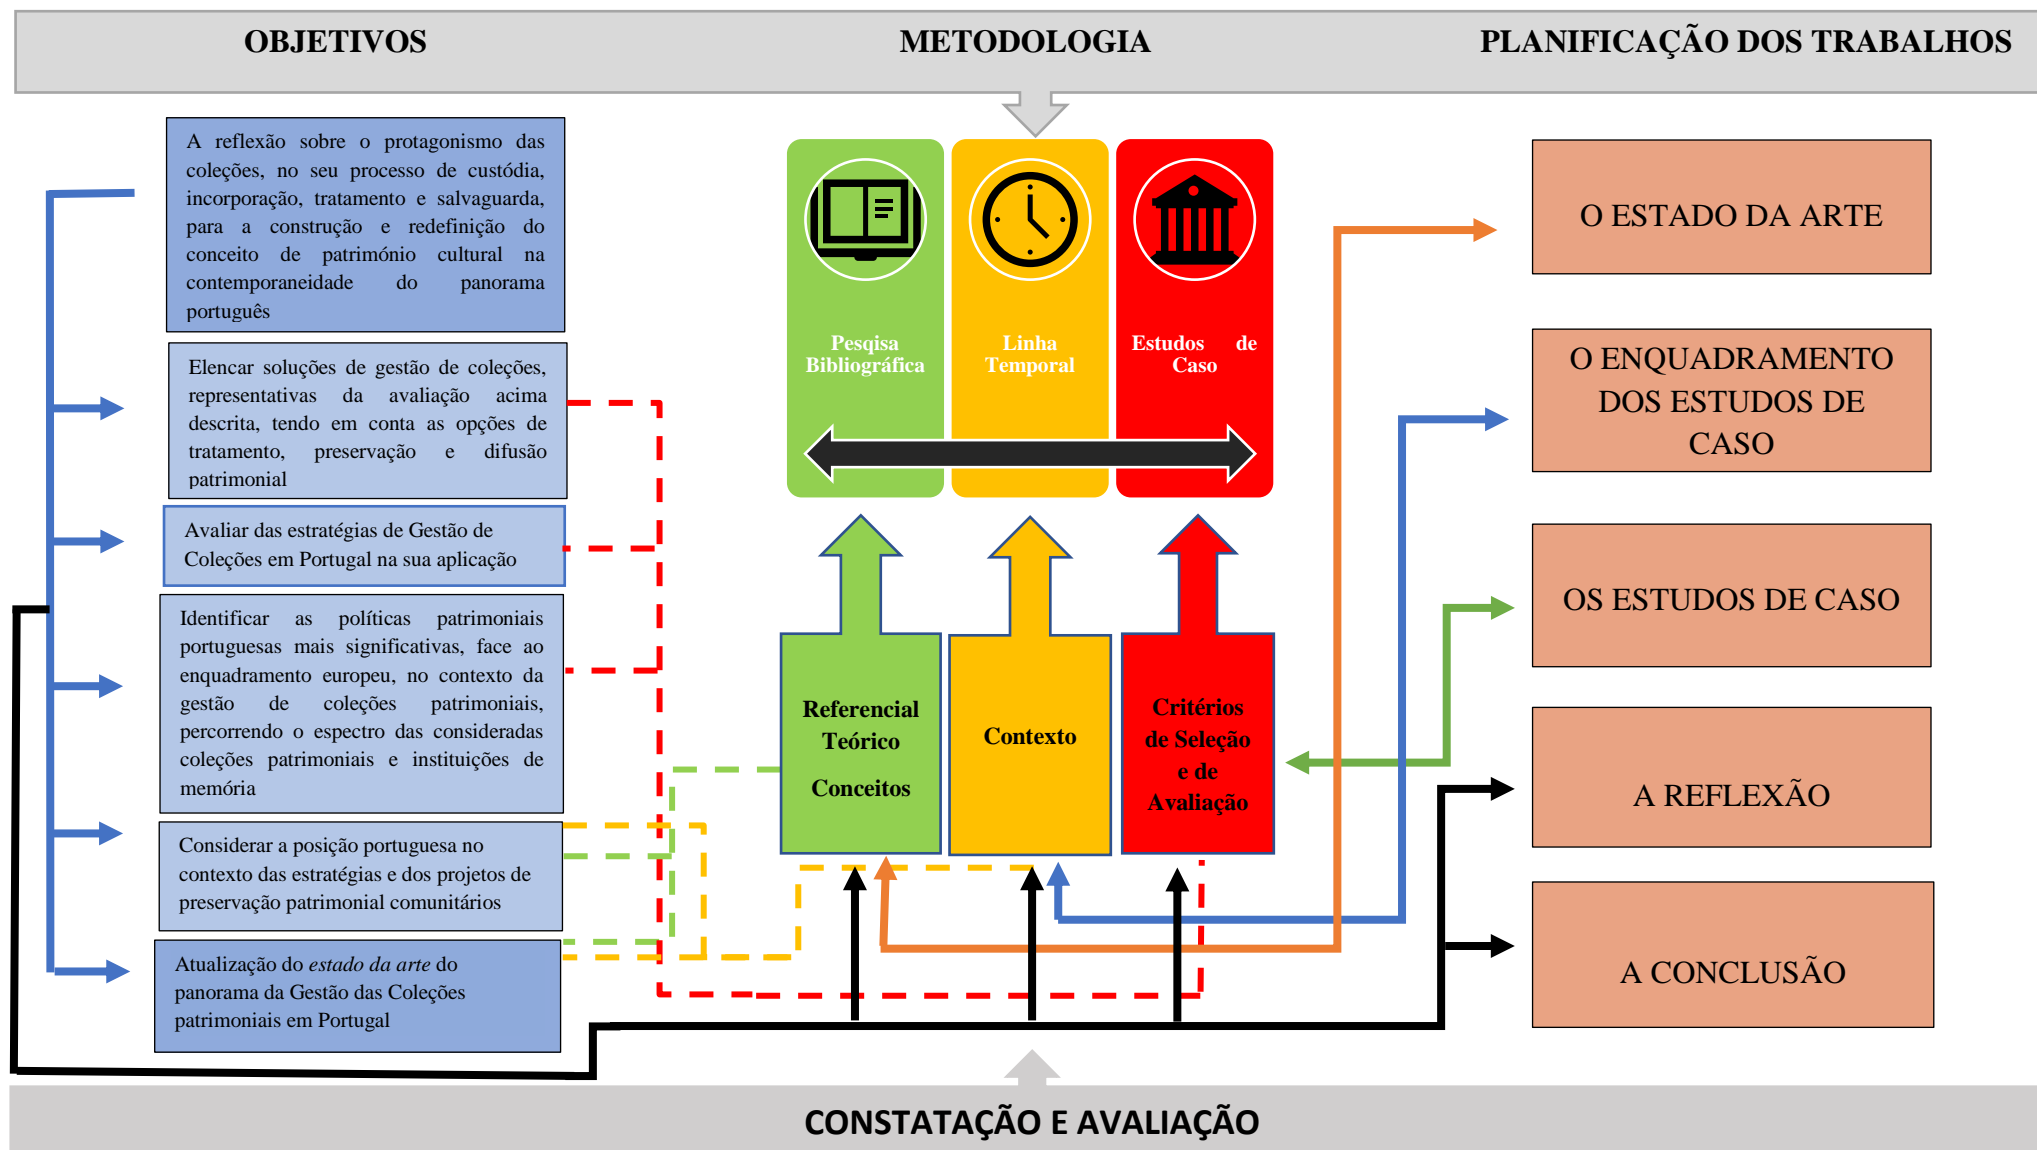 OBJETIVOS
METODOLOGIA
PLANIFICAÇÃO DOS TRABALHOS
A reflexão sobre o protagonismo das
coleções, no seu processo de custódia,
incorporação, tratamento e salvaguarda,
para a construção e redefinição do
conceito de património cultural na
contemporaneidade do panorama
português
Elencar soluções de gestão de coleções,
representativas da avaliação acima
descrita, tendo em conta as opções de
tratamento, preservação e difusão
patrimonial
Avaliar das estratégias de Gestão de
Coleções em Portugal na sua aplicação
Identificar as políticas patrimoniais
portuguesas mais significativas, face ao
enquadramento europeu, no contexto da
gestão de coleções patrimoniais,
percorrendo o espectro das consideradas
coleções patrimoniais e instituições de
memória
Considerar a posição portuguesa no
contexto das estratégias e dos projetos de
preservação patrimonial comunitários
Atualização do estado da arte do
panorama da Gestão das Coleções
patrimoniais em Portugal
Pesqisa
Bibliográfica
Linha
Temporal
Estudos de
Caso
Referencial
Teórico
Conceitos
Contexto
Critérios
de Seleção
e de
Avaliação
O ESTADO DA ARTE
O ENQUADRAMENTO
DOS ESTUDOS DE
CASO
OS ESTUDOS DE CASO
A REFLEXÃO
A CONCLUSÃO
CONSTATAÇÃO E AVALIAÇÃO